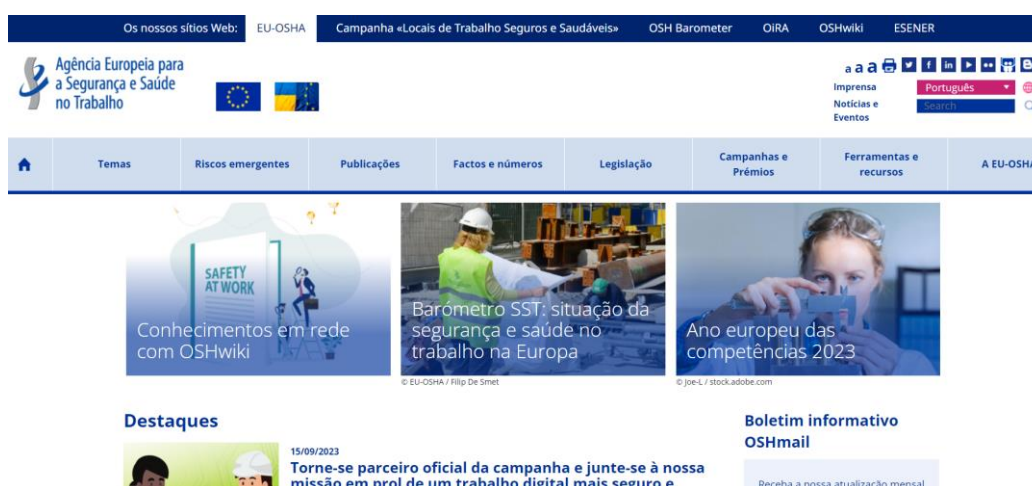 Os nossos sítios Web:
EU-OSHA
Campanha «Locais de Trabalho Seguros e Saudáveis»
OSH Barometer
OiRA
OSHwiki
ESENER
Agência Europeia para
a Segurança e Saúde
no Trabalho
a a a
Imprensa
Português
Notícias e
Eventos
Search
Temas
Riscos emergentes
Publicações
Factos e números
Legislação
Campanhas e
Prémios
Ferramentas e
recursos
A EU-OSHA
SAFETY
AT WORK
Conhecimentos em rede
com OSHwiki
Barómetro SST: situação da
segurança e saúde no
trabalho na Europa
© EU-OSHA / Filip De Smet
Ano europeu das
competências 2023
© Joe-L / stock.adobe.com
Destaques
15/09/2023
Torne-se parceiro oficial da campanha e junte-se à nossa
missão em prol de um trabalho digital mais seguro e
Boletim informativo
OSHmail
Receba a nossa atualização mensal